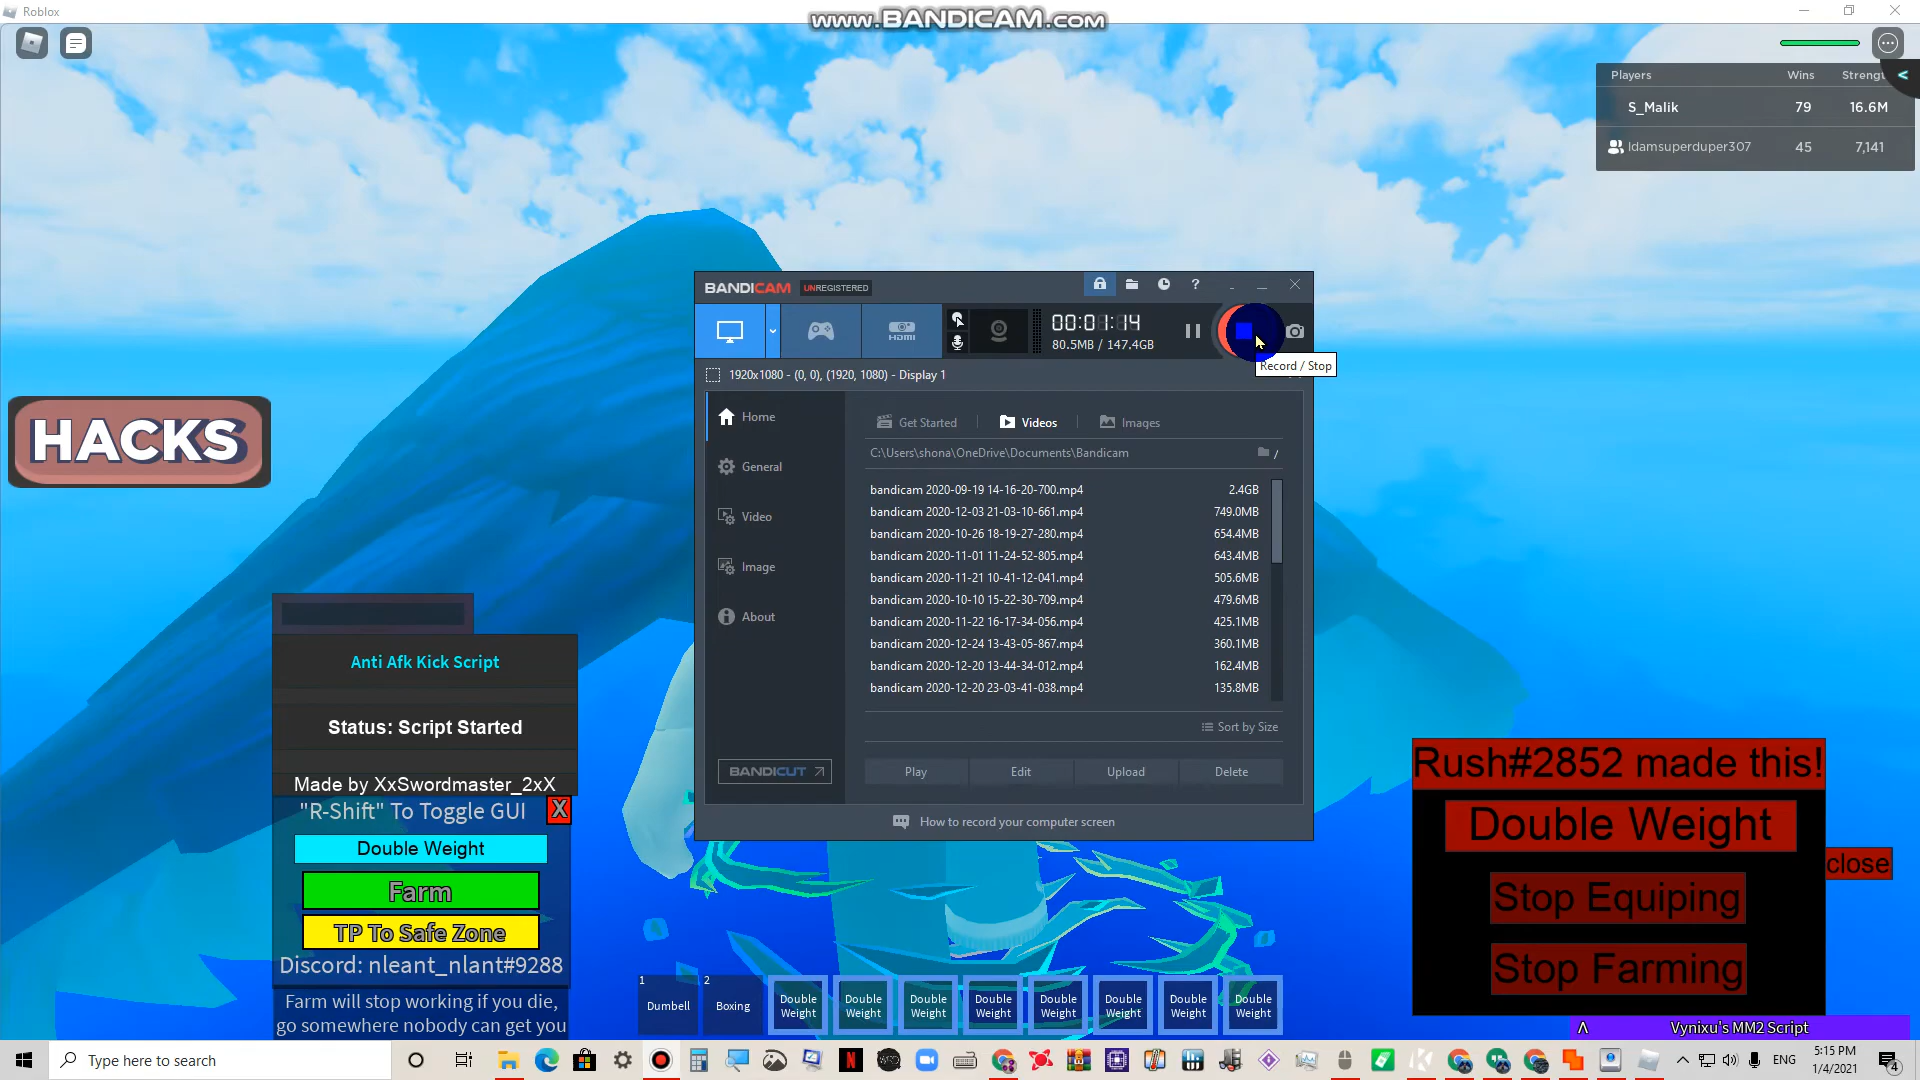 Roblox
www.BANDICAM.com
Players Wins Strengt
<
S_Malik 79 16.6M
Idamsuperduper307 45 7,141
BANDICAM UNREGISTERED
?
HDMI
00:01:14
80.5MB / 147.4GB
Record / Stop
1920x1080 - (0, 0), (1920, 1080) - Display 1
Home
General
Video
Image
About
BANDICUT
Get Started Videos Images
C:\Users\shona\OneDrive\Documents\Bandicam
/
bandicam 2020-09-19 14-16-20-700.mp4 2.4GB
bandicam 2020-12-03 21-03-10-661.mp4 749.0MB
bandicam 2020-10-26 18-19-27-280.mp4 654.4MB
bandicam 2020-11-01 11-24-52-805.mp4 643.4MB
bandicam 2020-11-21 10-41-12-041.mp4 505.6MB
bandicam 2020-10-10 15-22-30-709.mp4 479.6MB
bandicam 2020-11-22 16-17-34-056.mp4 425.1MB
bandicam 2020-12-24 13-43-05-867.mp4 360.1MB
bandicam 2020-12-20 13-44-34-012.mp4 162.4MB
bandicam 2020-12-20 23-03-41-038.mp4 135.8MB
Sort by Size
Play Edit Upload Delete
How to record your computer screen
HACKS
Anti Afk Kick Script
Status: Script Started
Made by XxSwordmaster_2xX
"R-Shift" To Toggle GUI
X
Double Weight
Farm
TP To Safe Zone
Discord: nleant_nlant#9288
Farm will stop working if you die,
go somewhere nobody can get you
Rush#2852 made this!
Double Weight
close
Stop Equiping
Stop Farming
Λ Vynixu's MM2 Script
1 Dumbell
2 Boxing
Double Weight
Double Weight
Double Weight
Double Weight
Double Weight
Double Weight
Double Weight
Double Weight
Type here to search
N
ENG
5:15 PM
1/4/2021
4